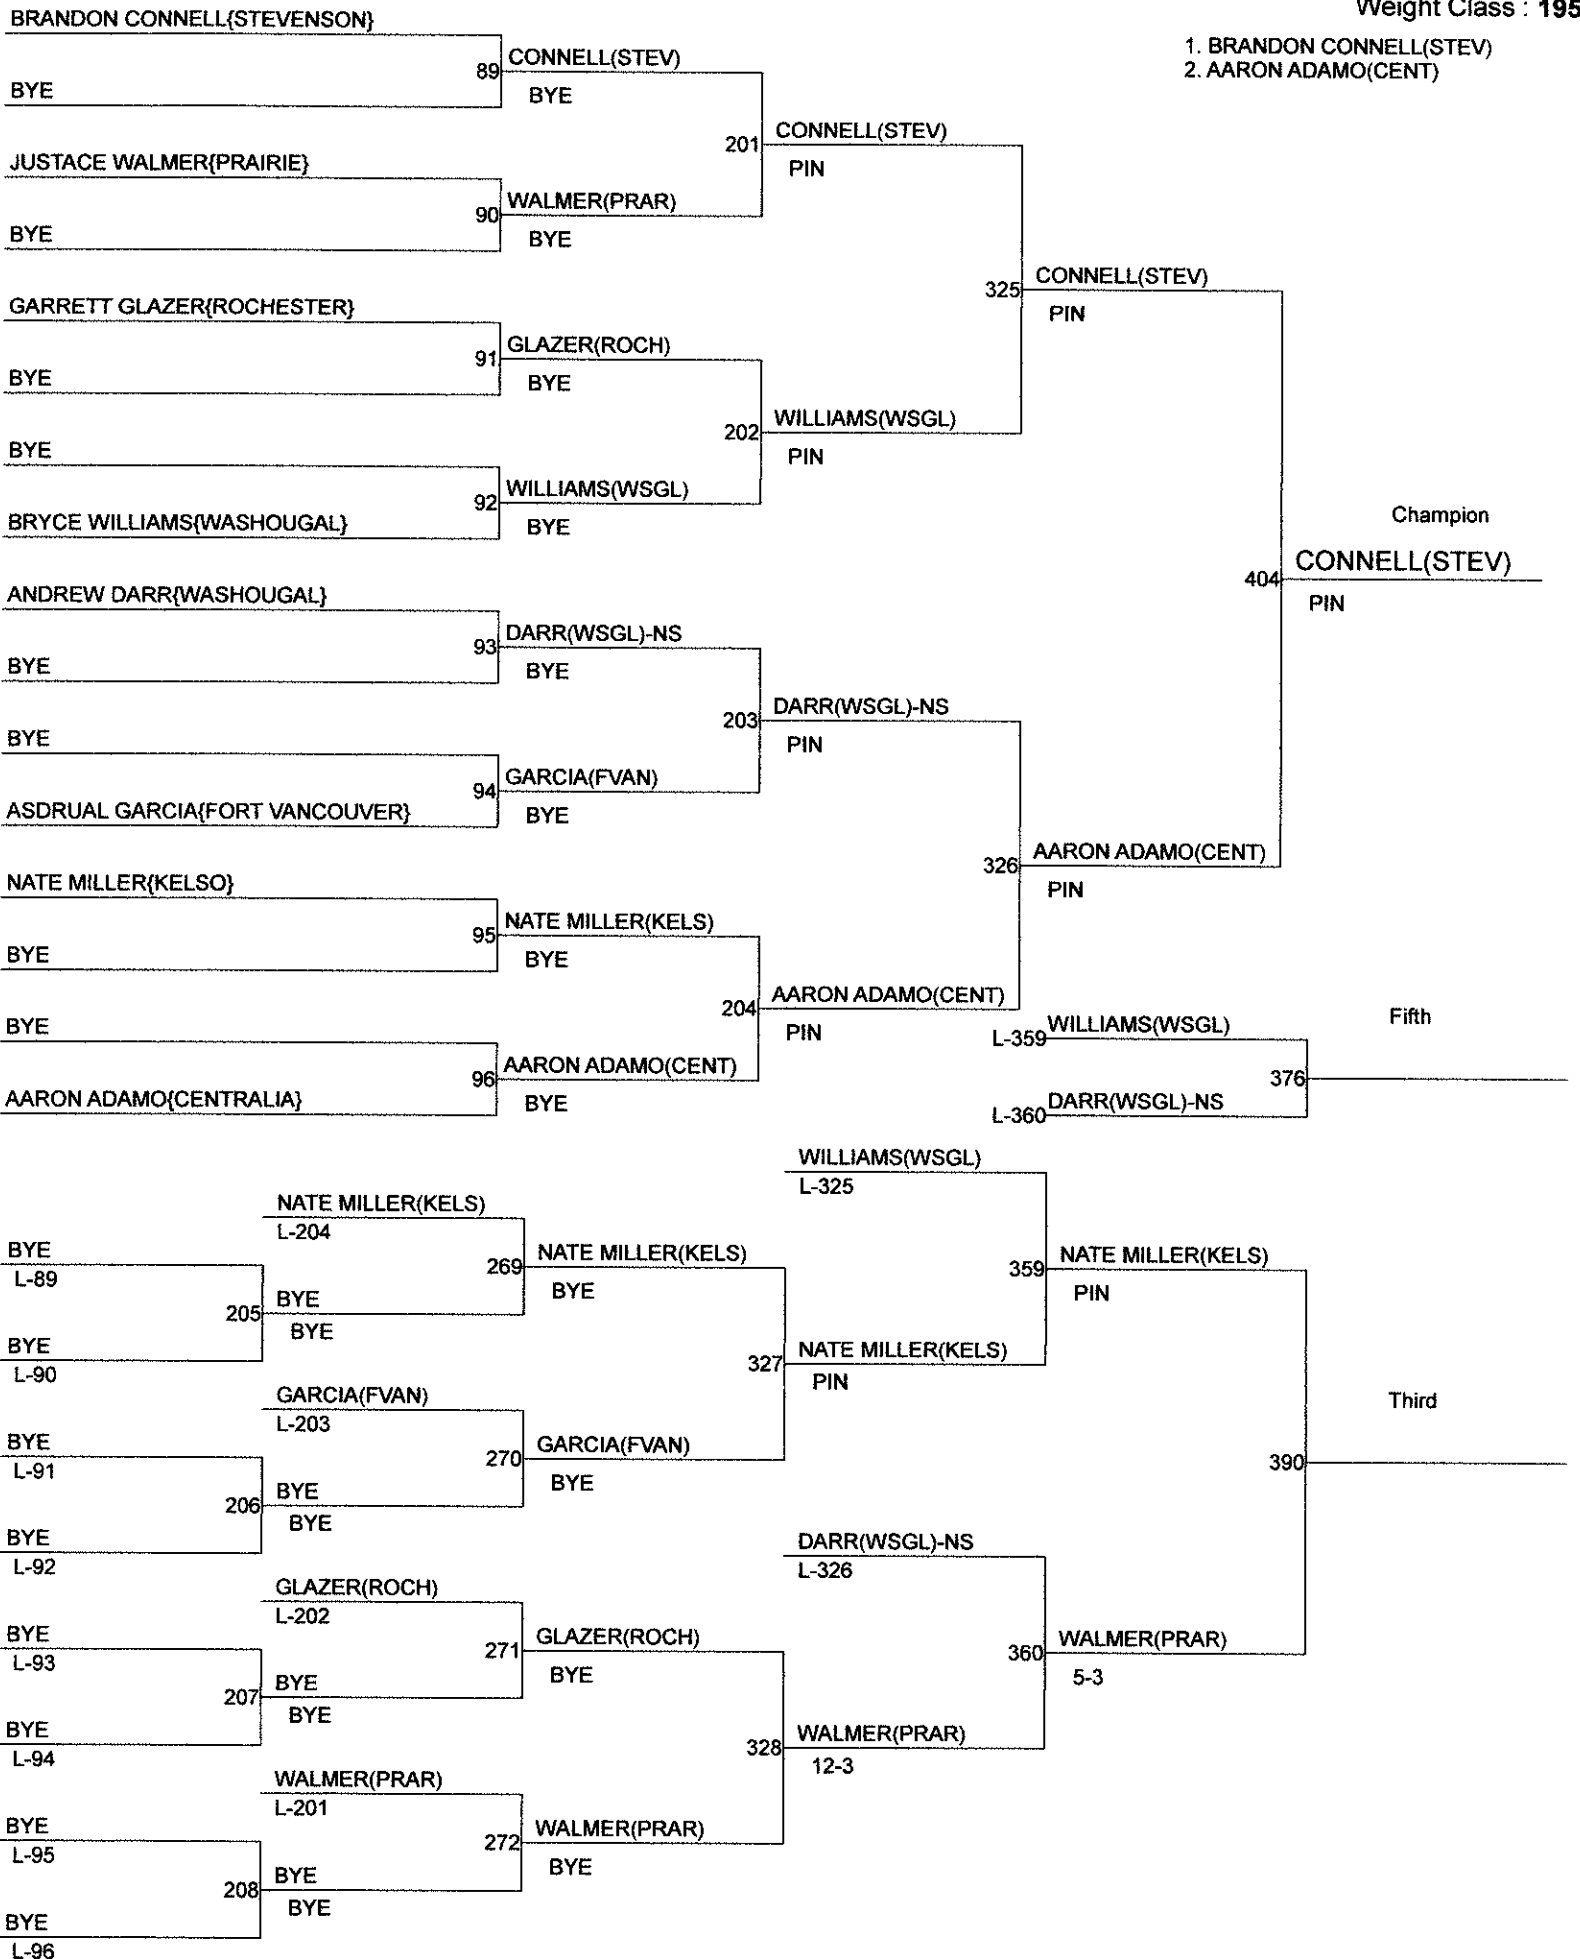 Weight Class : 195
1. BRANDON CONNELL(STEV)
2. AARON ADAMO(CENT)
BRANDON CONNELL{STEVENSON}
89
CONNELL(STEV)
BYE
BYE
201
CONNELL(STEV)
PIN
JUSTACE WALMER{PRAIRIE}
90
WALMER(PRAR)
BYE
BYE
325
CONNELL(STEV)
PIN
GARRETT GLAZER{ROCHESTER}
91
GLAZER(ROCH)
BYE
BYE
202
WILLIAMS(WSGL)
PIN
BYE
92
WILLIAMS(WSGL)
BYE
BRYCE WILLIAMS{WASHOUGAL}
Champion
404
CONNELL(STEV)
PIN
ANDREW DARR{WASHOUGAL}
93
DARR(WSGL)-NS
BYE
BYE
203
DARR(WSGL)-NS
PIN
BYE
94
GARCIA(FVAN)
BYE
ASDRUAL GARCIA{FORT VANCOUVER}
326
AARON ADAMO(CENT)
PIN
NATE MILLER{KELSO}
95
NATE MILLER(KELS)
BYE
BYE
204
AARON ADAMO(CENT)
PIN
BYE
96
AARON ADAMO(CENT)
BYE
AARON ADAMO{CENTRALIA}
Fifth
L-359
WILLIAMS(WSGL)
376
L-360
DARR(WSGL)-NS
WILLIAMS(WSGL)
L-325
NATE MILLER(KELS)
L-204
269
NATE MILLER(KELS)
BYE
BYE
L-89
205
BYE
BYE
BYE
L-90
359
NATE MILLER(KELS)
PIN
327
NATE MILLER(KELS)
PIN
GARCIA(FVAN)
L-203
270
GARCIA(FVAN)
BYE
BYE
L-91
206
BYE
BYE
BYE
L-92
Third
390
DARR(WSGL)-NS
L-326
GLAZER(ROCH)
L-202
271
GLAZER(ROCH)
BYE
BYE
L-93
207
BYE
BYE
BYE
L-94
360
WALMER(PRAR)
5-3
328
WALMER(PRAR)
12-3
WALMER(PRAR)
L-201
272
WALMER(PRAR)
BYE
BYE
L-95
208
BYE
BYE
BYE
L-96